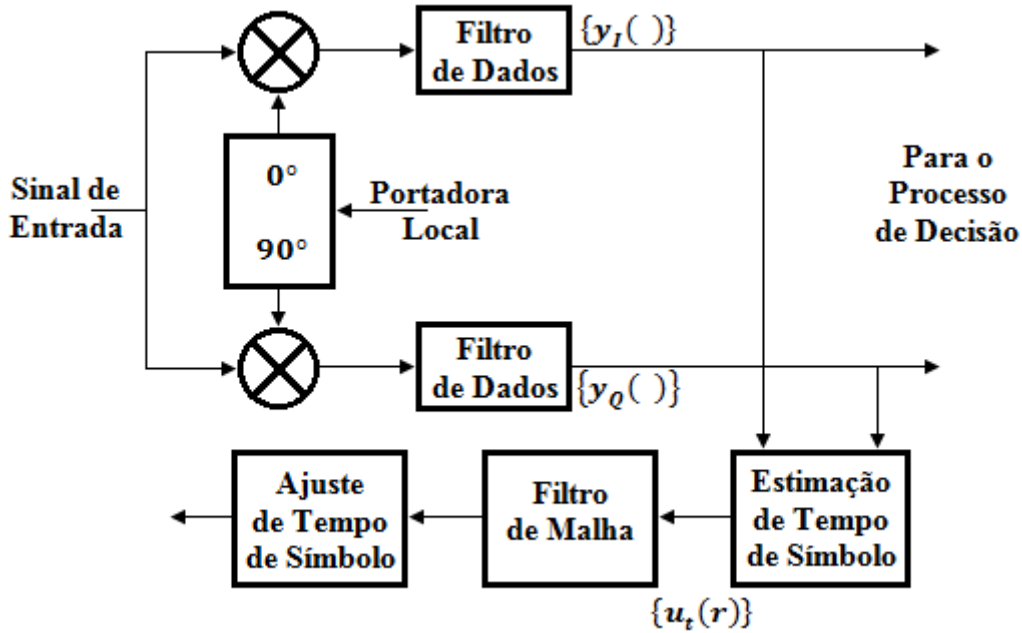 Filtro
de Dados
{y_I( )}
0°
90°
Sinal de
Entrada
Portadora
Local
Para o
Processo
de Decisão
Filtro
de Dados
{y_Q( )}
Ajuste
de Tempo
de Símbolo
Filtro
de Malha
Estimação
de Tempo
de Símbolo
{u_t(r)}